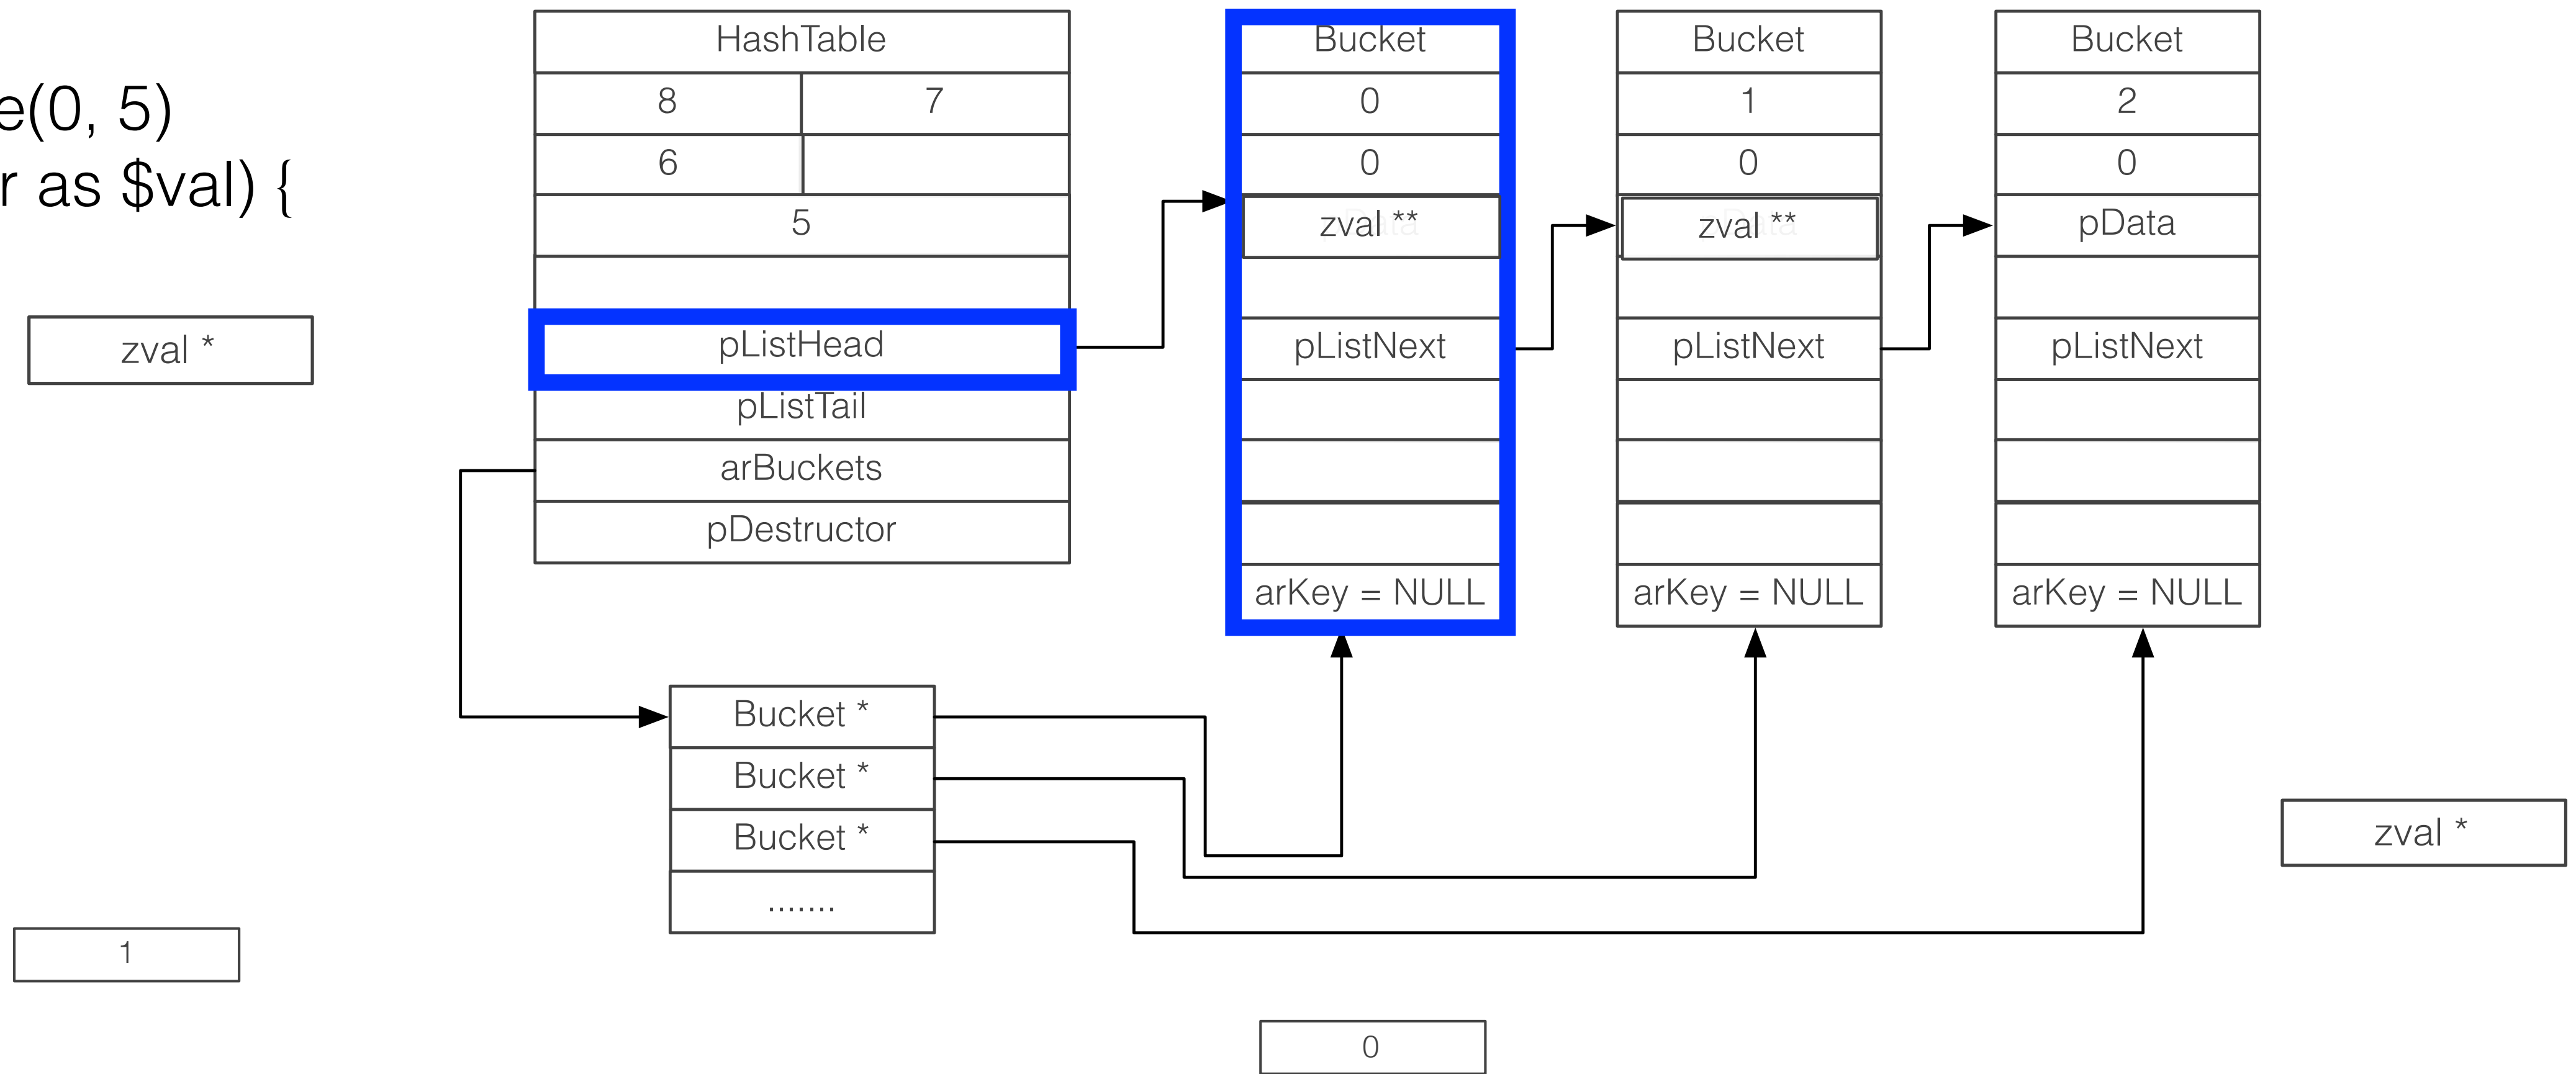 e(0, 5)
r as $val) {
zval *
1
HashTable
8 7
6
5
pListHead
pListTail
arBuckets
pDestructor
Bucket *
Bucket *
Bucket *
.......
Bucket
0
0
zval **
pListNext
arKey = NULL
Bucket
1
0
zval **
pListNext
arKey = NULL
Bucket
2
0
pData
pListNext
arKey = NULL
zval *
0